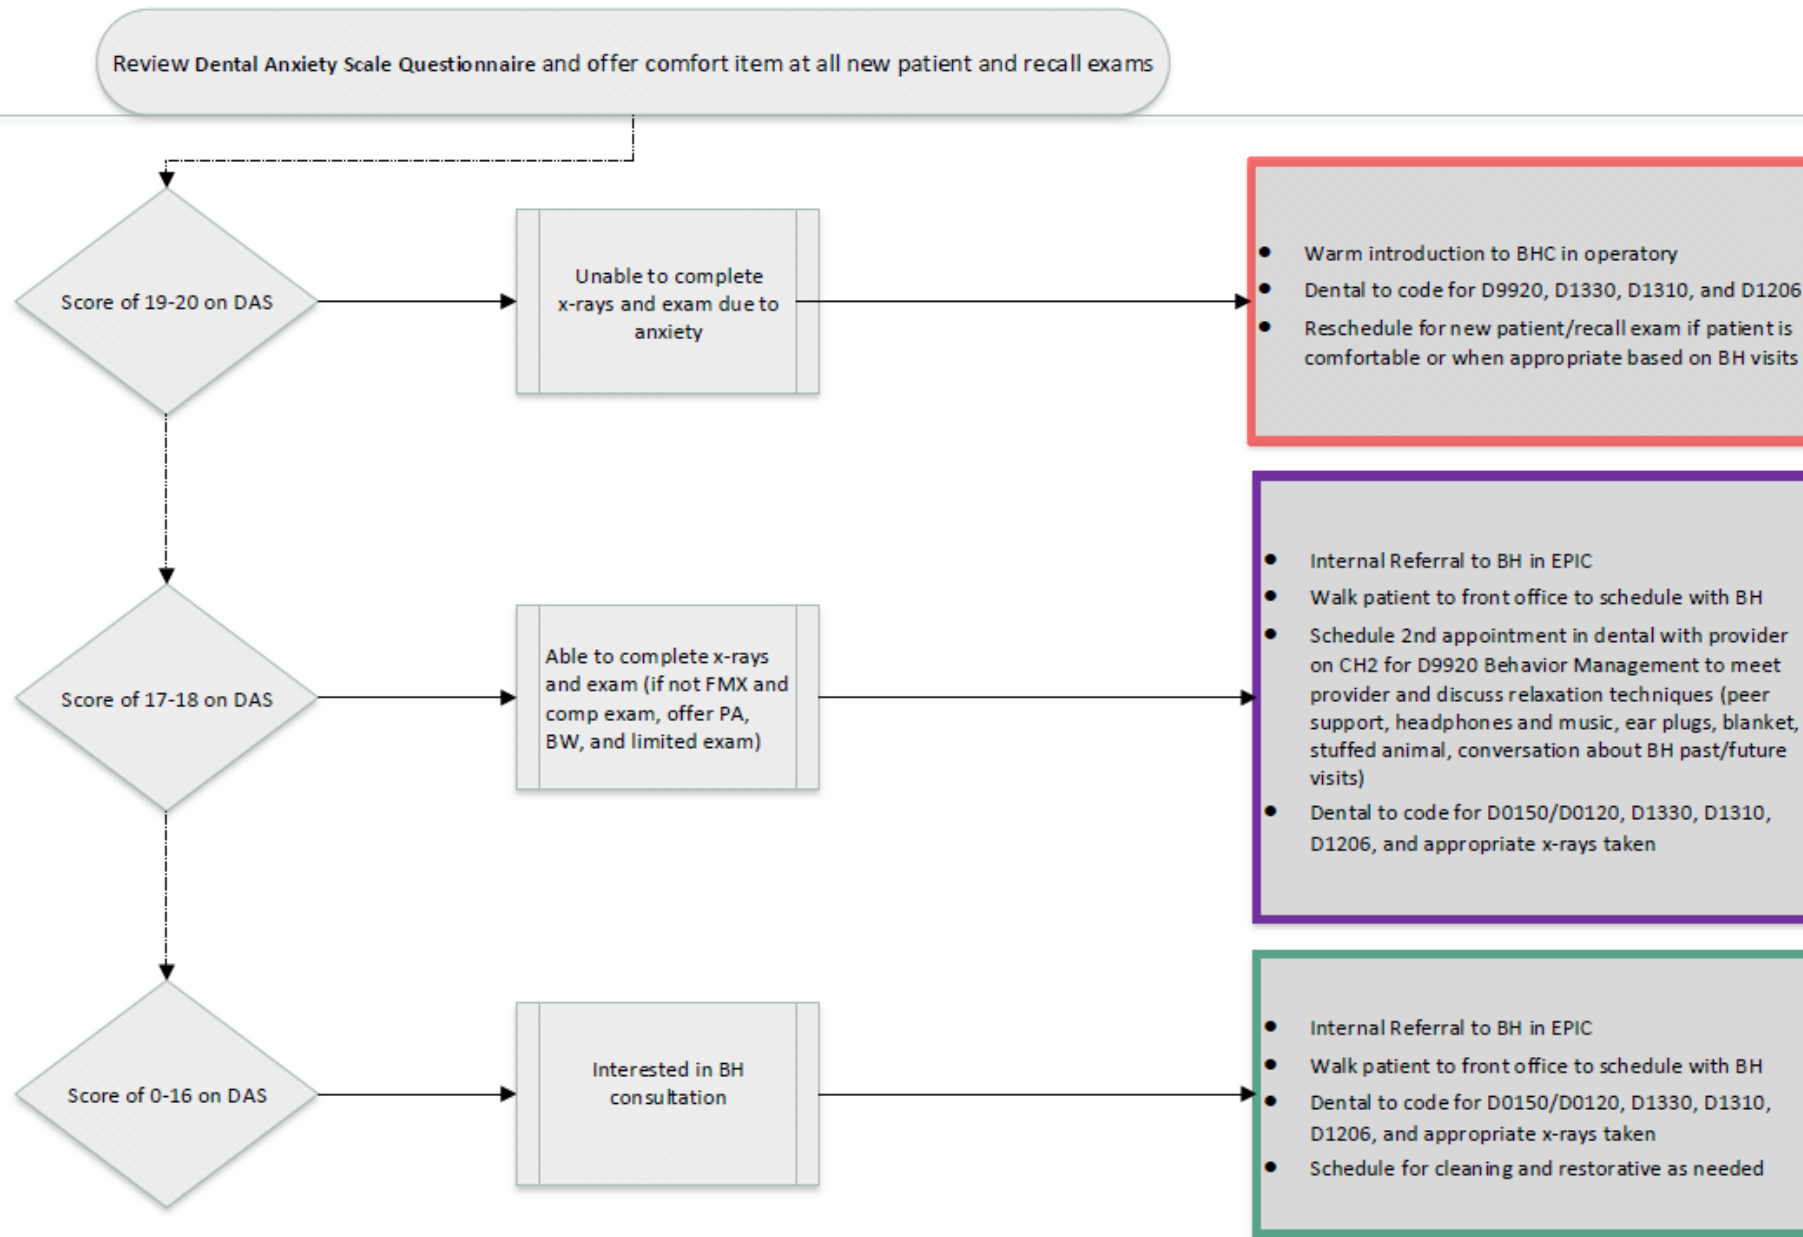 Review Dental Anxiety Scale Questionnaire and offer comfort item at all new patient and recall exams
Score of 19-20 on DAS
Unable to complete
x-rays and exam due to
anxiety
● Warm introduction to BHC in operatory
● Dental to code for D9920, D1330, D1310, and D1206
● Reschedule for new patient/recall exam if patient is
comfortable or when appropriate based on BH visits
Score of 17-18 on DAS
Able to complete x-rays
and exam (if not FMX and
comp exam, offer PA,
BW, and limited exam)
● Internal Referral to BH in EPIC
● Walk patient to front office to schedule with BH
● Schedule 2nd appointment in dental with provider
on CH2 for D9920 Behavior Management to meet
provider and discuss relaxation techniques (peer
support, headphones and music, ear plugs, blanket,
stuffed animal, conversation about BH past/future
visits)
● Dental to code for D0150/D0120, D1330, D1310,
D1206, and appropriate x-rays taken
Score of 0-16 on DAS
Interested in BH
consultation
● Internal Referral to BH in EPIC
● Walk patient to front office to schedule with BH
● Dental to code for D0150/D0120, D1330, D1310,
D1206, and appropriate x-rays taken
● Schedule for cleaning and restorative as needed